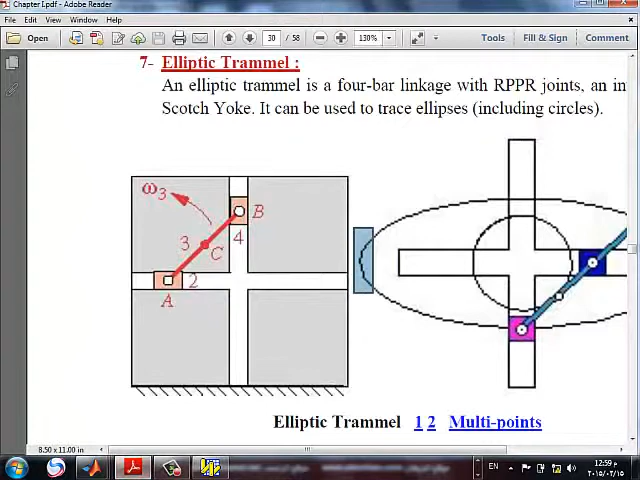 Chapter I.pdf - Adobe Reader
File Edit View Window Help
Open
30 / 58
130%
Tools
Fill & Sign
Comment
7- Elliptic Trammel :
An elliptic trammel is a four-bar linkage with RPPR joints, an in
Scotch Yoke. It can be used to trace ellipses (including circles).
ω3
B
3
4
C
2
A
Elliptic Trammel 1 2 Multi-points
8.50 x 11.00 in
EN
12:59 م